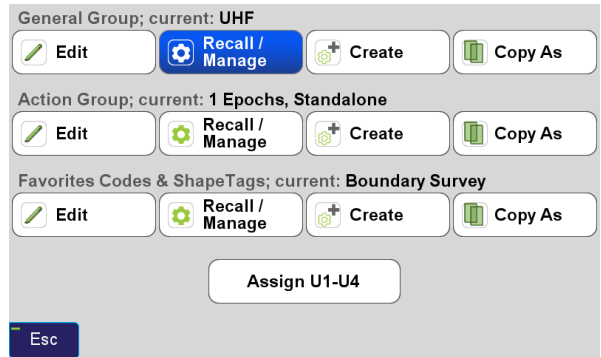 General Group; current: UHF
Edit
Recall /
Manage
Create
Copy As
Action Group; current: 1 Epochs, Standalone
Edit
Recall /
Manage
Create
Copy As
Favorites Codes & ShapeTags; current: Boundary Survey
Edit
Recall /
Manage
Create
Copy As
Assign U1-U4
Esc